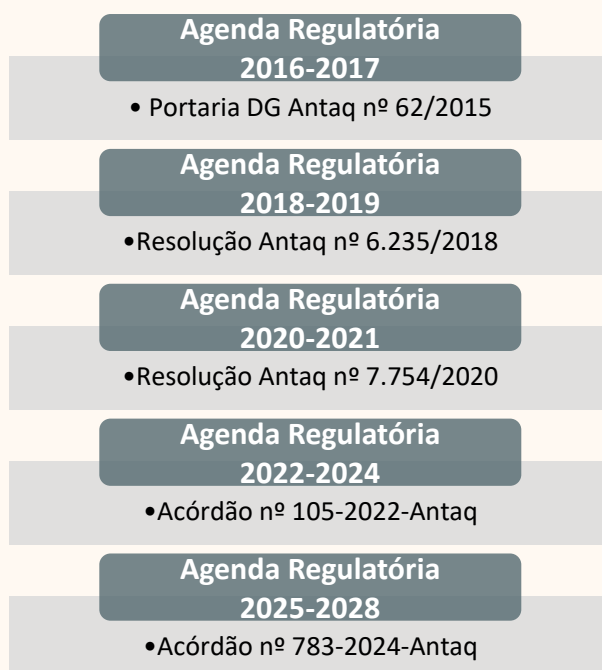 Agenda Regulatória
2016-2017
• Portaria DG Antaq nº 62/2015
Agenda Regulatória
2018-2019
•Resolução Antaq nº 6.235/2018
Agenda Regulatória
2020-2021
•Resolução Antaq nº 7.754/2020
Agenda Regulatória
2022-2024
•Acórdão nº 105-2022-Antaq
Agenda Regulatória
2025-2028
•Acórdão nº 783-2024-Antaq